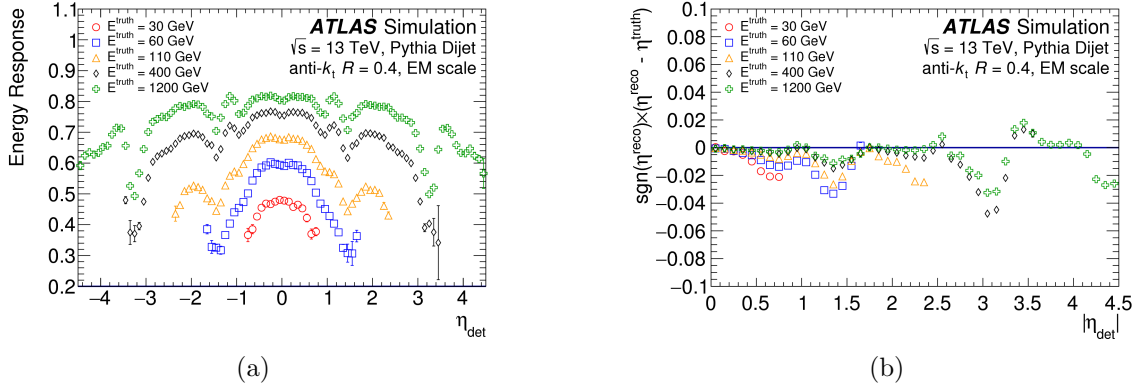 Energy Response
1.1
1
0.9
0.8
0.7
0.6
0.5
0.4
0.3
0.2
E^truth = 30 GeV
E^truth = 60 GeV
E^truth = 110 GeV
E^truth = 400 GeV
E^truth = 1200 GeV
ATLAS Simulation
√s = 13 TeV, Pythia Dijet
anti-k_t R = 0.4, EM scale
−4 −3 −2 −1 0 1 2 3 4
η_det
(a)
sgn(η^reco)×(η^reco - η^truth)
0.1
0.08
0.06
0.04
0.02
0
−0.02
−0.04
−0.06
−0.08
−0.1
E^truth = 30 GeV
E^truth = 60 GeV
E^truth = 110 GeV
E^truth = 400 GeV
E^truth = 1200 GeV
ATLAS Simulation
√s = 13 TeV, Pythia Dijet
anti-k_t R = 0.4, EM scale
0 0.5 1 1.5 2 2.5 3 3.5 4 4.5
|η_det|
(b)